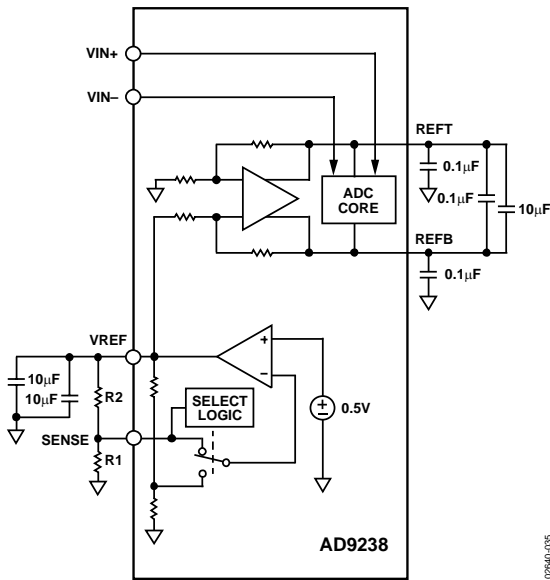 VIN+
VIN–
REFT
0.1µF
ADC
CORE
0.1µF
10µF
REFB
0.1µF
VREF
+
–
10µF
10µF
R2
SELECT
LOGIC
0.5V
SENSE
R1
AD9238
02640-035